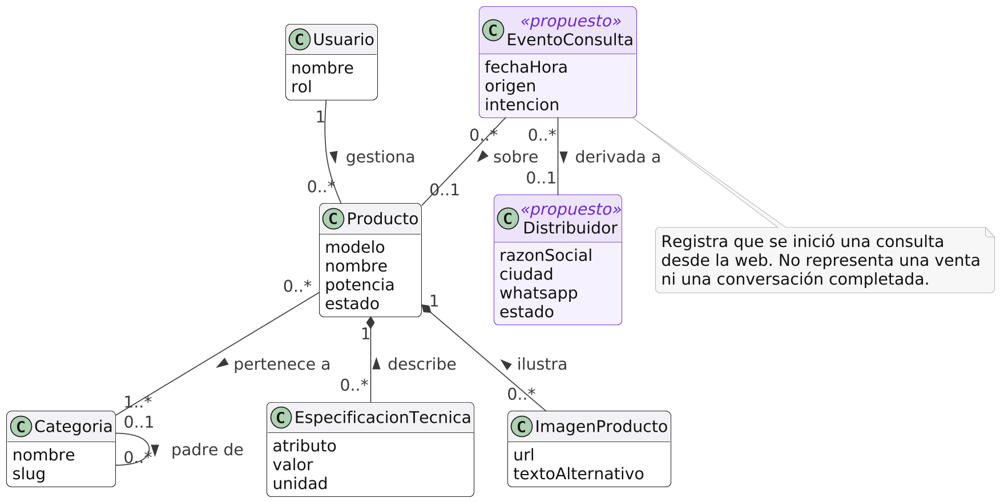 C Usuario
nombre
rol
«propuesto»
C EventoConsulta
fechaHora
origen
intencion
1
gestiona
0..*
0..*
sobre
0..1
0..*
derivada a
0..1
C Producto
modelo
nombre
potencia
estado
«propuesto»
C Distribuidor
razonSocial
ciudad
whatsapp
estado
Registra que se inició una consulta
desde la web. No representa una venta
ni una conversación completada.
0..*
pertenece a
1..*
1
describe
0..*
1
ilustra
0..*
C Categoria
nombre
slug
0..1
padre de
0..*
C EspecificacionTecnica
atributo
valor
unidad
C ImagenProducto
url
textoAlternativo